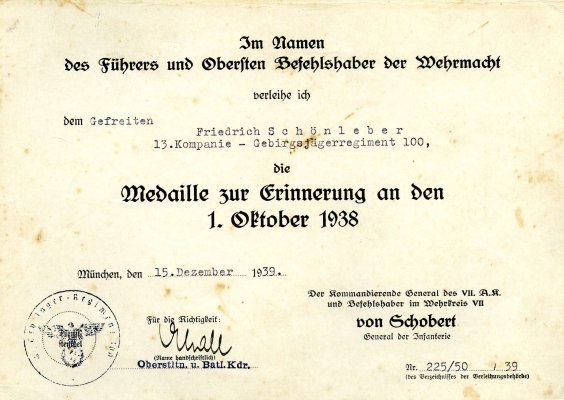 Im Namen
des Führers und Obersten Befehlshaber der Wehrmacht
verleihe ich
dem Gefreiten
Friedrich Schönleber
13.Kompanie - Gebirgsjägerregiment 100,
die
Medaille zur Erinnerung an den
1. Oktober 1938
München, den 15.Dezember 1939.
Der Kommandierende General des VII. A.K.
und Befehlshaber im Wehrkreis VII
von Schobert
General der Infanterie
Für die Richtigkeit:
(Name handschriftlich)
Oberstltn. u. Batl.Kdr.
Nr. 225/50 / 39
(des Verzeichnisses der Verleihungsbehörde)